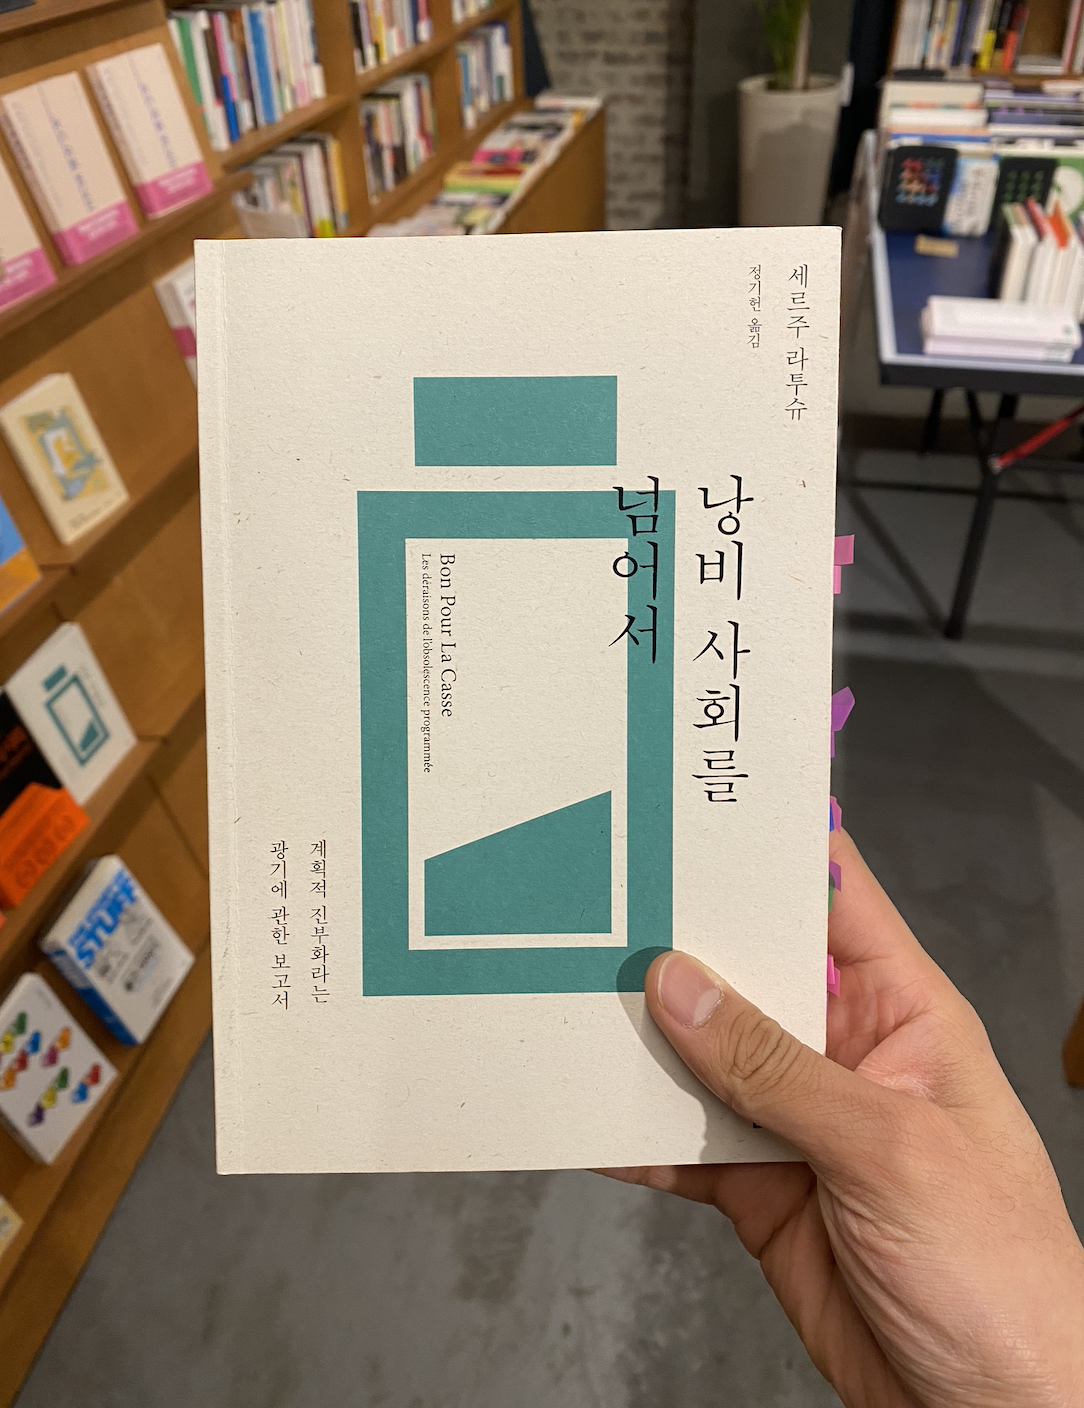 세르주 라투슈
정기헌 옮김
낭비 사회를
넘어서
Bon Pour La Casse
Les déraisons de l'obsolescence programmée
계획적 진부화라는
광기에 관한 보고서
STUFF